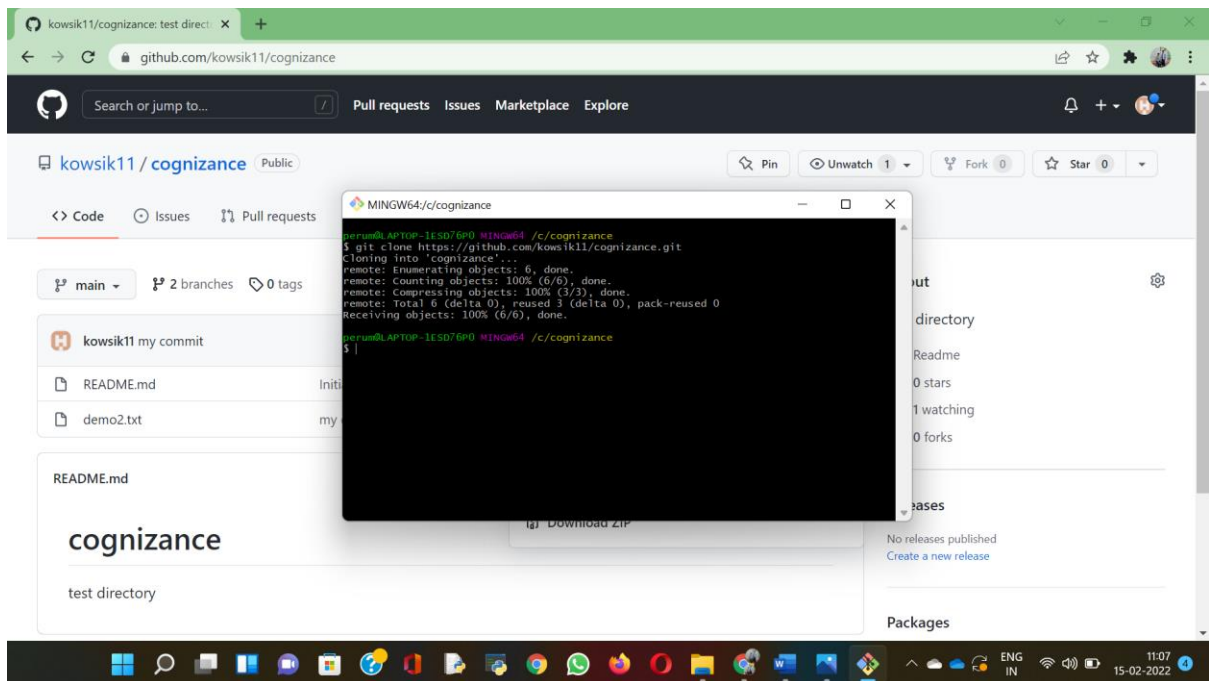 kowsik11/cognizance: test direct
github.com/kowsik11/cognizance
Search or jump to...
/
Pull requests Issues Marketplace Explore
kowsik11 / cognizance Public
Pin
Unwatch 1
Fork 0
Star 0
Code
Issues
Pull requests
MINGW64:/c/cognizance
perum@LAPTOP-1ESD76P0 MINGW64 /c/cognizance
$ git clone https://github.com/kowsik11/cognizance.git
Cloning into 'cognizance'...
remote: Enumerating objects: 6, done.
remote: Counting objects: 100% (6/6), done.
remote: Compressing objects: 100% (3/3), done.
remote: Total 6 (delta 0), reused 3 (delta 0), pack-reused 0
Receiving objects: 100% (6/6), done.
perum@LAPTOP-1ESD76P0 MINGW64 /c/cognizance
$
main
2 branches
0 tags
kowsik11 my commit
README.md Initi
demo2.txt my
README.md
cognizance
test directory
Download ZIP
out
directory
Readme
0 stars
1 watching
0 forks
eases
No releases published
Create a new release
Packages
ENG
IN
11:07
15-02-2022
4